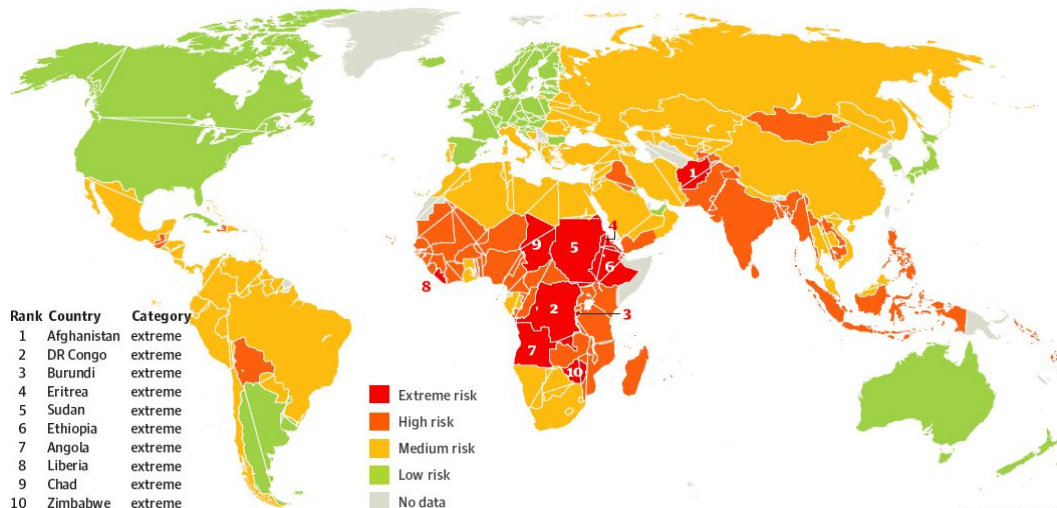 4
1
9
5
6
8
2
3
7
10
Rank Country Category
1 Afghanistan extreme
2 DR Congo extreme
3 Burundi extreme
4 Eritrea extreme
5 Sudan extreme
6 Ethiopia extreme
7 Angola extreme
8 Liberia extreme
9 Chad extreme
10 Zimbabwe extreme
Extreme risk
High risk
Medium risk
Low risk
No data